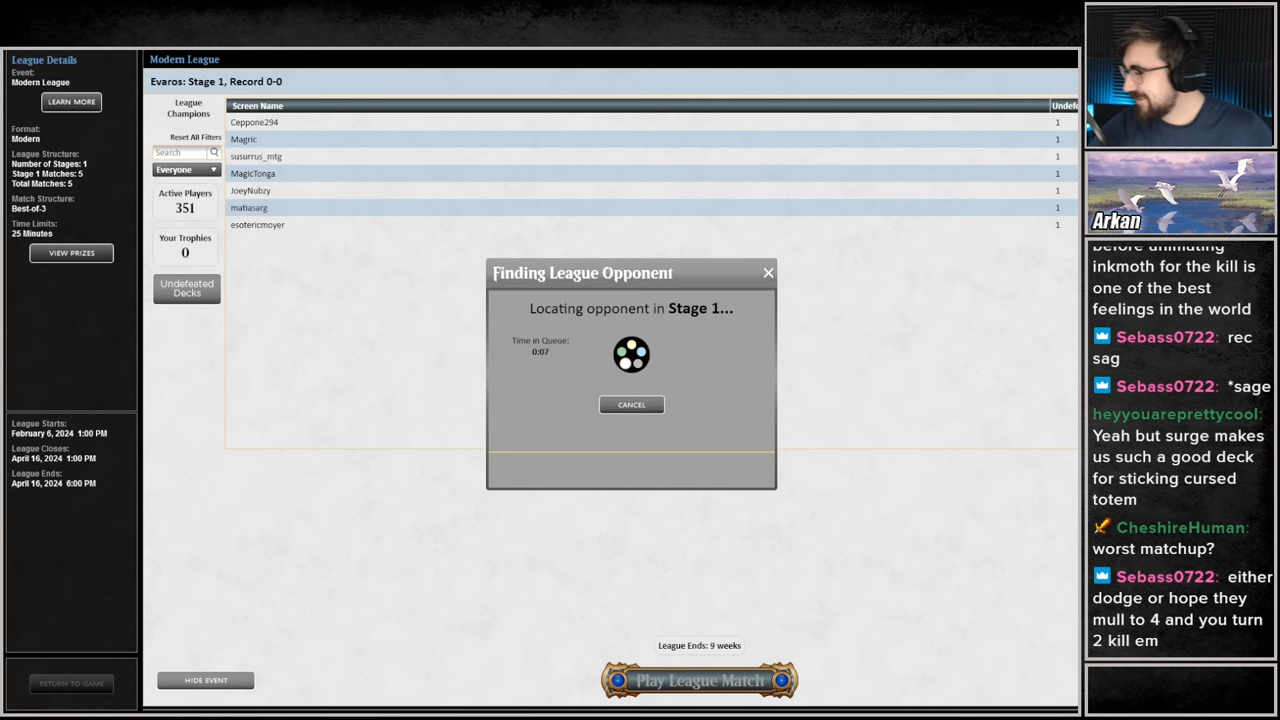 League Details
Event:
Modern League
LEARN MORE
Format:
Modern
League Structure:
Number of Stages: 1
Stage 1 Matches: 5
Total Matches: 5
Match Structure:
Best-of-3
Time Limits:
25 Minutes
VIEW PRIZES
League Starts:
February 6, 2024 1:00 PM
League Closes:
April 16, 2024 1:00 PM
League Ends:
April 16, 2024 6:00 PM
RETURN TO GAME
Modern League
Evaros: Stage 1, Record 0-0
League
Champions
Reset All Filters
Search
Everyone
Active Players
351
Your Trophies
0
Undefeated
Decks
Screen Name
Undefe
Ceppone294
1
Magric
1
susurrus_mtg
1
MagicTonga
1
JoeyNubzy
1
matiasarg
1
esotericmoyer
1
Finding League Opponent
Locating opponent in Stage 1...
Time in Queue:
0:07
CANCEL
League Ends: 9 weeks
HIDE EVENT
Play League Match
Arkan
before animating
inkmoth for the kill is
one of the best
feelings in the world
Sebass0722: rec
sag
Sebass0722: *sage
heyyouareprettycool:
Yeah but surge makes
us such a good deck
for sticking cursed
totem
CheshireHuman:
worst matchup?
Sebass0722: either
dodge or hope they
mull to 4 and you turn
2 kill em